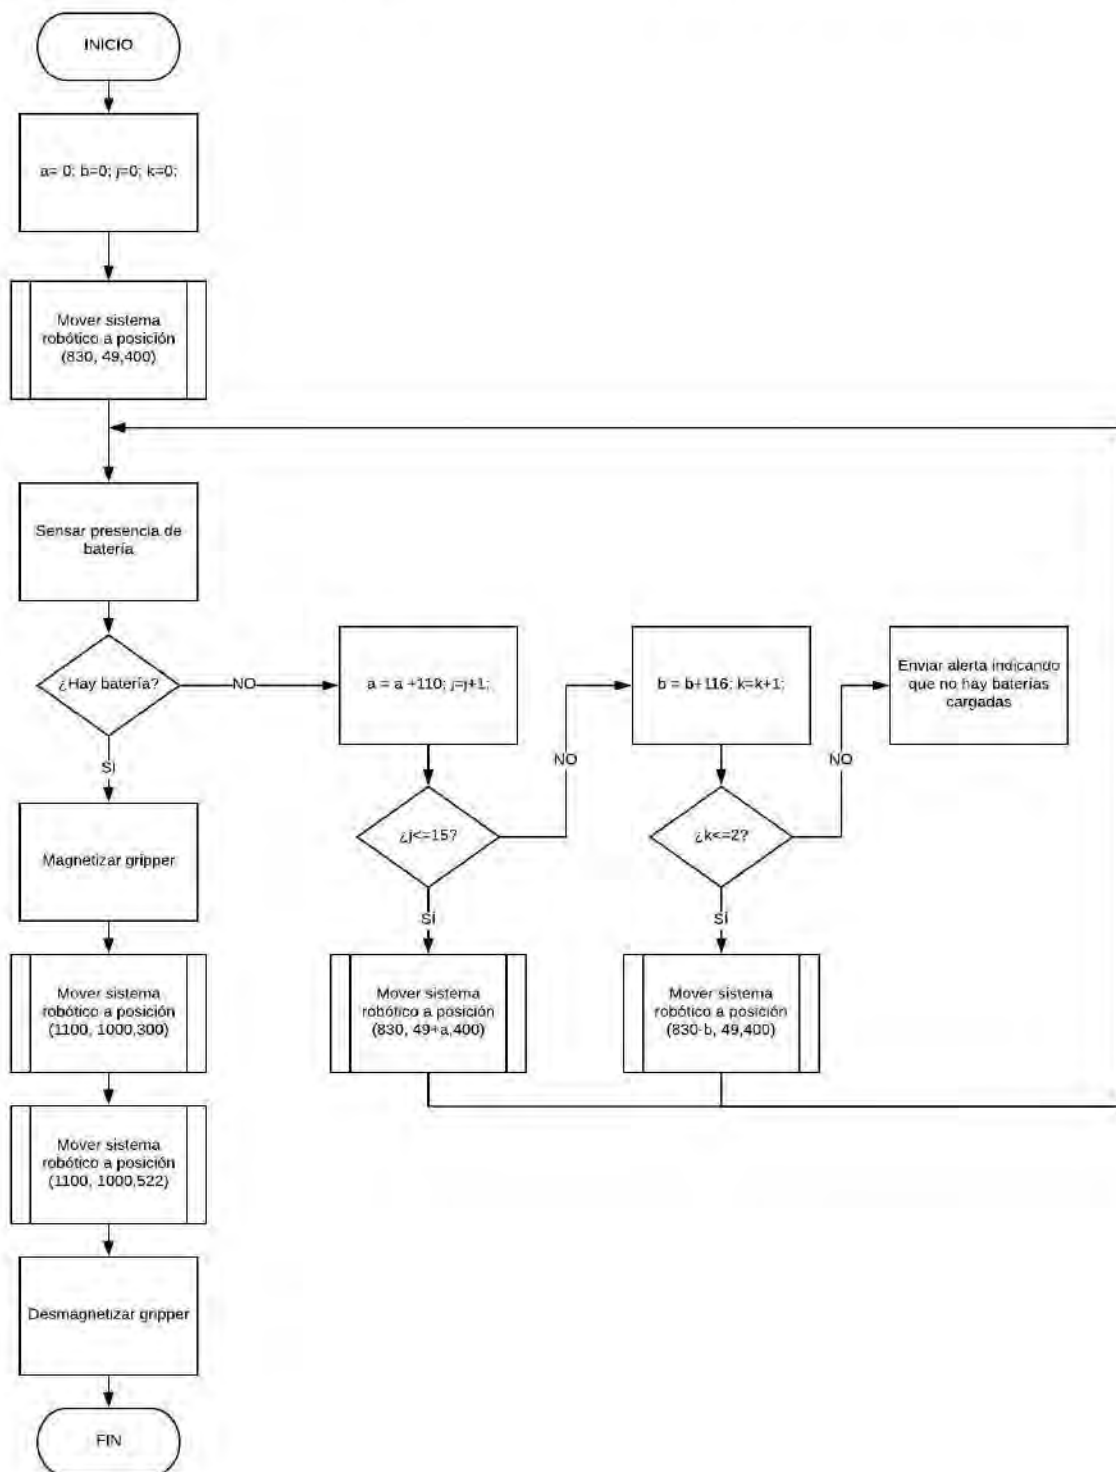 INICIO
a= 0; b=0; j=0; k=0;
Mover sistema
robótico a posición
(830, 49,400)
Sensar presencia de
batería
¿Hay batería?
NO
a = a +110; j=j+1;
b = b+116; k=k+1;
Enviar alerta indicando
que no hay baterías
cargadas
SÍ
NO
NO
Magnetizar gripper
¿j<=15?
¿k<=2?
SÍ
SÍ
Mover sistema
robótico a posición
(1100, 1000,300)
Mover sistema
robótico a posición
(830, 49+a,400)
Mover sistema
robótico a posición
(830-b, 49,400)
Mover sistema
robótico a posición
(1100, 1000,522)
Desmagnetizar gripper
FIN